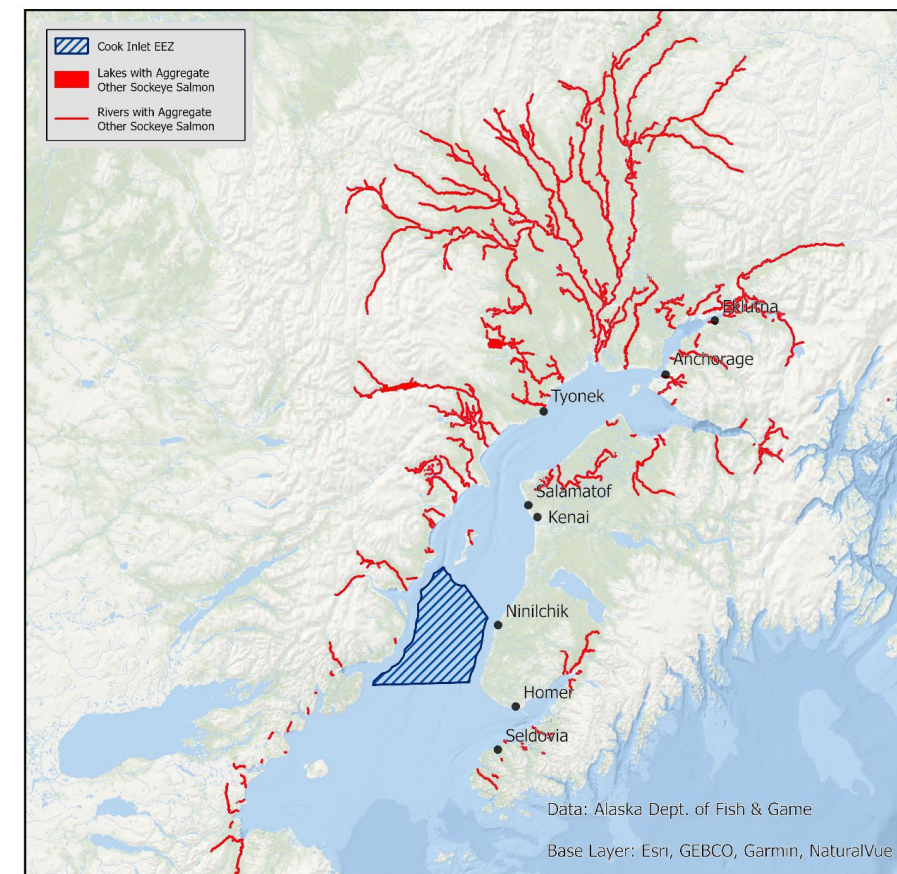 Cook Inlet EEZ
Lakes with Aggregate
Other Sockeye Salmon
Rivers with Aggregate
Other Sockeye Salmon
Eklutna
Anchorage
Tyonek
Salamatof
Kenai
Ninilchik
Homer
Seldovia
Data: Alaska Dept. of Fish & Game
Base Layer: Esri, GEBCO, Garmin, NaturalVue